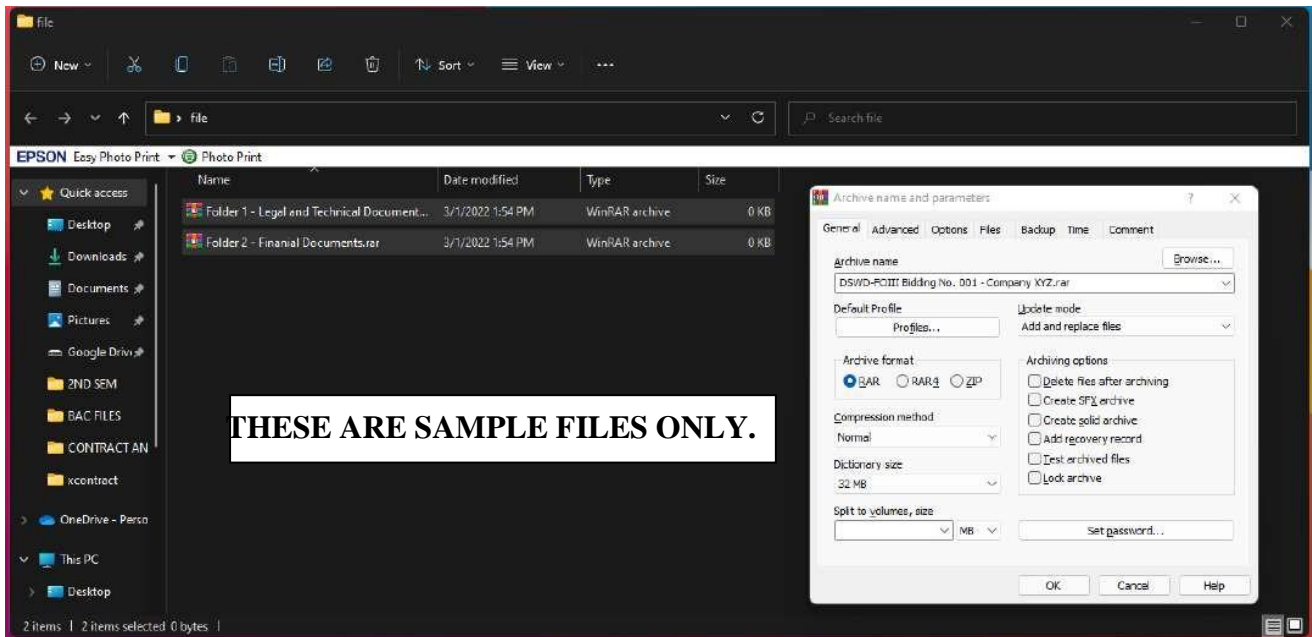 file
New
Sort
View
file
Search file
EPSON Easy Photo Print
Photo Print
Name
Date modified
Type
Size
Folder 1 - Legal and Technical Document...
3/1/2022 1:54 PM
WinRAR archive
0 KB
Folder 2 - Finanial Documents.rar
3/1/2022 1:54 PM
WinRAR archive
0 KB
Quick access
Desktop
Downloads
Documents
Pictures
Google Driv
2ND SEM
BAC FILES
CONTRACT AN
xcontract
OneDrive - Perso
This PC
Desktop
2 items
2 items selected 0 bytes
THESE ARE SAMPLE FILES ONLY.
Archive name and parameters
General Advanced Options Files Backup Time Comment
Archive name
Browse...
DSWD-FOIII Bidding No. 001 - Company XYZ.rar
Default Profile
Profiles...
Update mode
Add and replace files
Archive format
RAR RAR4 ZIP
Compression method
Normal
Dictionary size
32 MB
Split to volumes, size
MB
Archiving options
Delete files after archiving
Create SFX archive
Create solid archive
Add recovery record
Test archived files
Lock archive
Set password...
OK
Cancel
Help